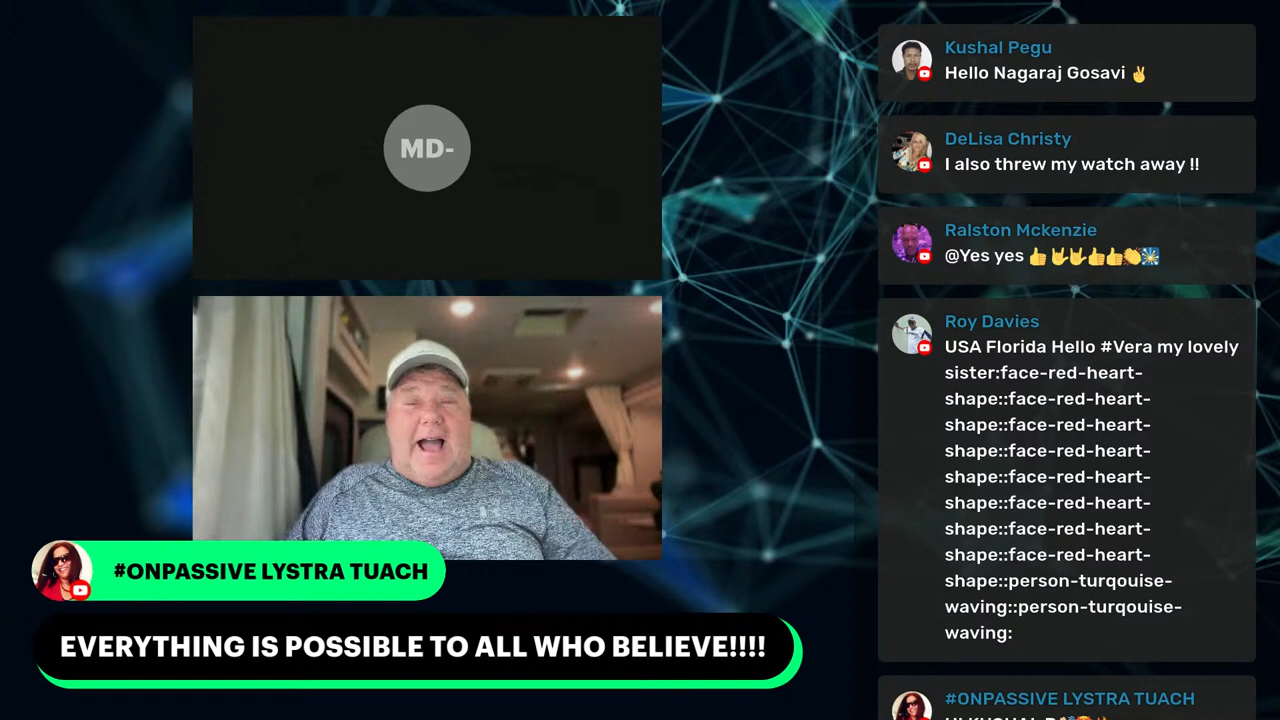 MD-
#ONPASSIVE LYSTRA TUACH
EVERYTHING IS POSSIBLE TO ALL WHO BELIEVE!!!!
Kushal Pegu
Hello Nagaraj Gosavi ✌
DeLisa Christy
I also threw my watch away !!
Ralston Mckenzie
@Yes yes 👍🤘🤘👍👍👏🎆
Roy Davies
USA Florida Hello #Vera my lovely
sister:face-red-heart-
shape::face-red-heart-
shape::face-red-heart-
shape::face-red-heart-
shape::face-red-heart-
shape::face-red-heart-
shape::face-red-heart-
shape::face-red-heart-
shape::person-turqouise-
waving::person-turqouise-
waving:
#ONPASSIVE LYSTRA TUACH